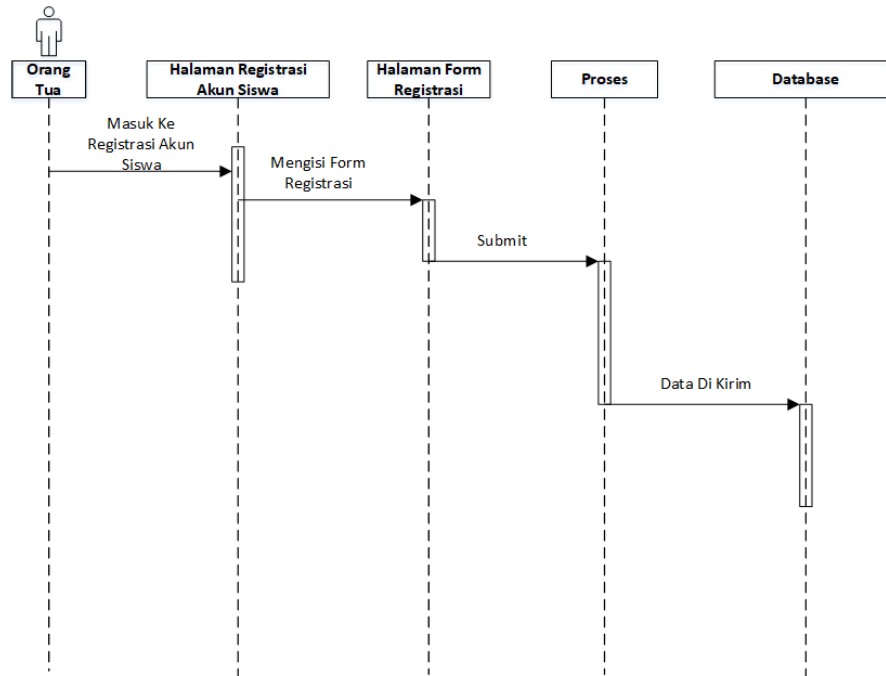 Orang
Tua
Halaman Registrasi
Akun Siswa
Halaman Form
Registrasi
Proses
Database
Masuk Ke
Registrasi Akun
Siswa
Mengisi Form
Registrasi
Submit
Data Di Kirim